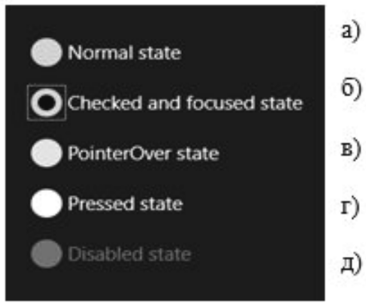 Normal state а)
Checked and focused state б)
PointerOver state в)
Pressed state г)
Disabled state д)